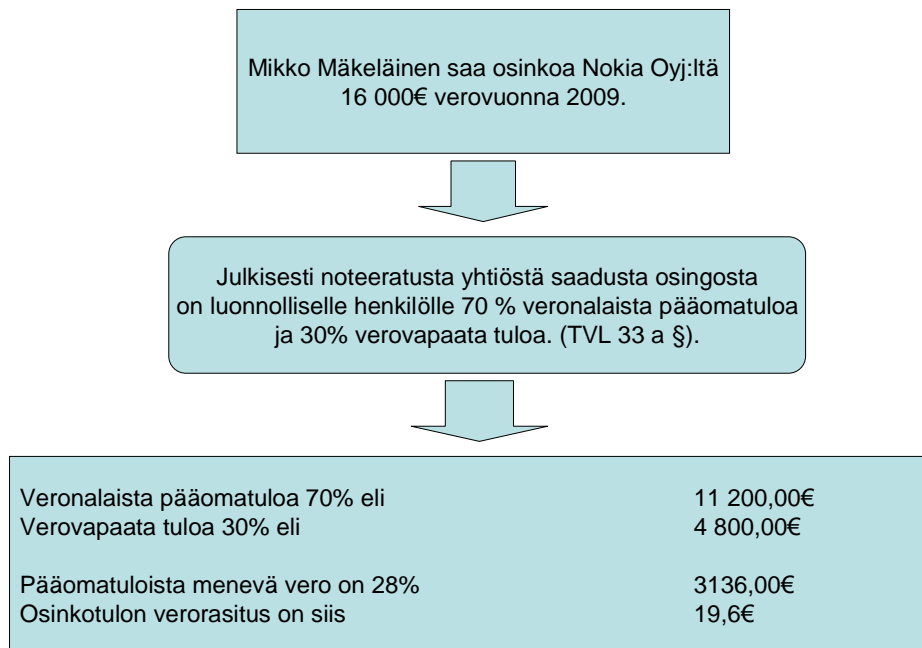 Mikko Mäkeläinen saa osinkoa Nokia Oyj:ltä
16 000€ verovuonna 2009.
Julkisesti noteeratusta yhtiöstä saadusta osingosta
on luonnolliselle henkilölle 70 % veronalaista pääomatuloa
ja 30% verovapaata tuloa. (TVL 33 a §).
Veronalaista pääomatuloa 70% eli 11 200,00€
Verovapaata tuloa 30% eli 4 800,00€
Pääomatuloista menevä vero on 28% 3136,00€
Osinkotulon verorasitus on siis 19,6€